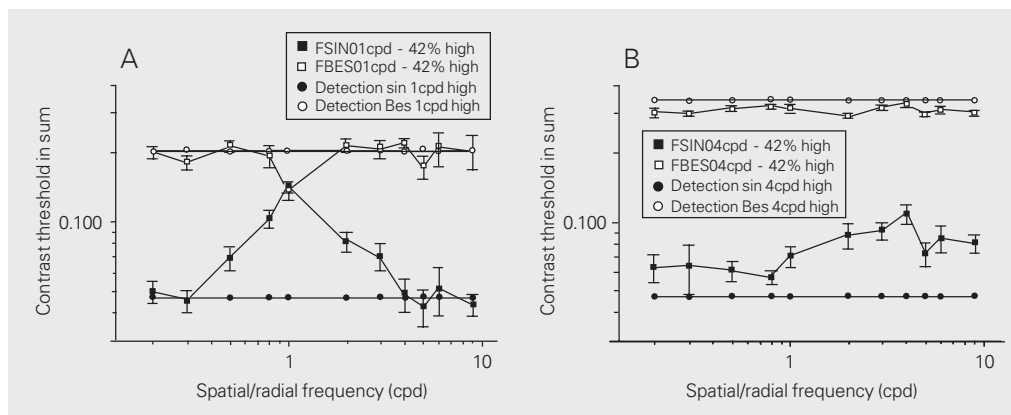 A
FSIN01cpd - 42% high
FBES01cpd - 42% high
Detection sin 1cpd high
Detection Bes 1cpd high
Contrast threshold in sum
0.200
0.100
1
10
Spatial/radial frequency (cpd)
B
FSIN04cpd - 42% high
FBES04cpd - 42% high
Detection sin 4cpd high
Detection Bes 4cpd high
Contrast threshold in sum
0.100
1
10
Spatial/radial frequency (cpd)